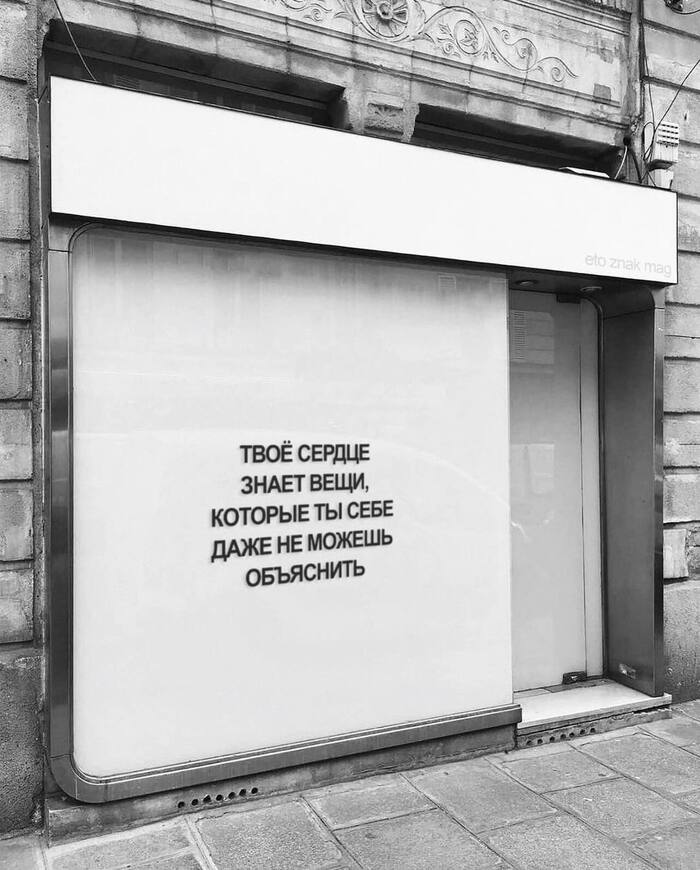 eto znak mag
ТВОЁ СЕРДЦЕ
ЗНАЕТ ВЕЩИ,
КОТОРЫЕ ТЫ СЕБЕ
ДАЖЕ НЕ МОЖЕШЬ
ОБЪЯСНИТЬ